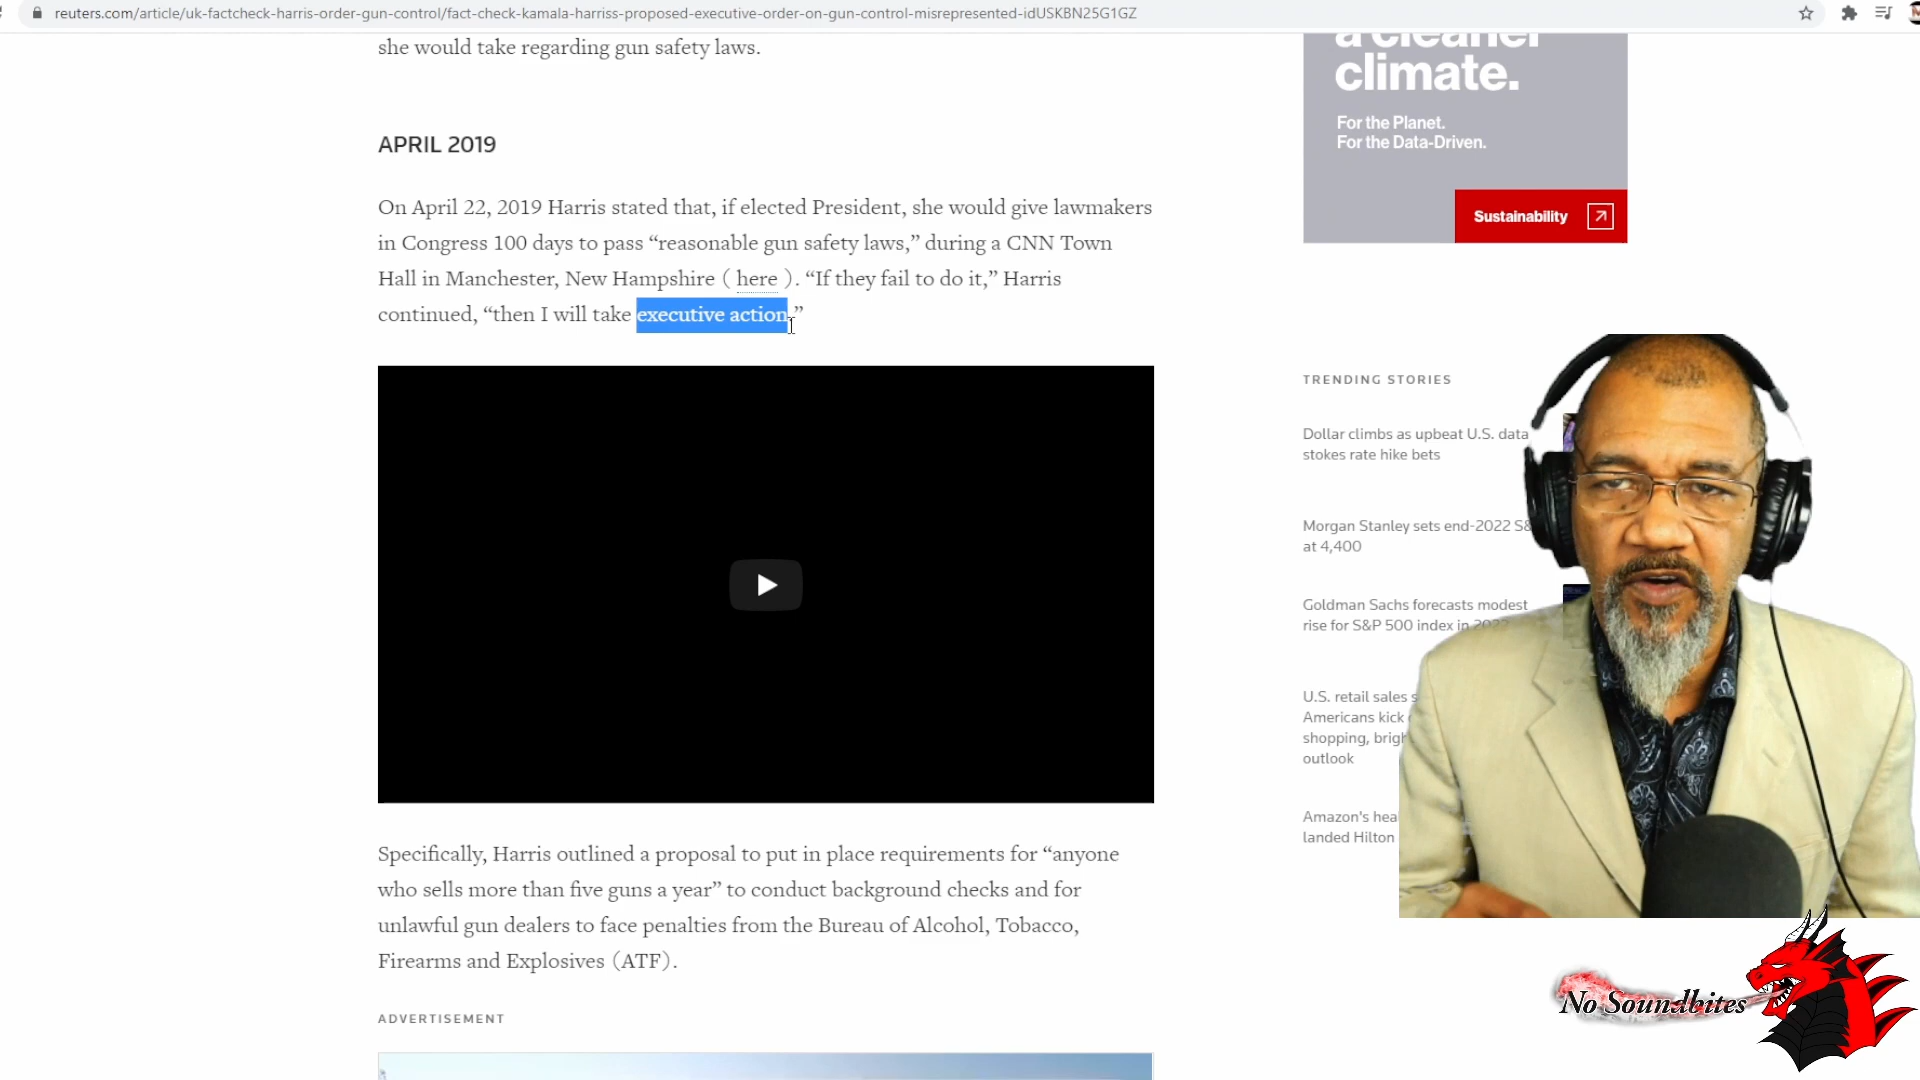 reuters.com/article/uk-factcheck-harris-order-gun-control/fact-check-kamala-harriss-proposed-executive-order-on-gun-control-misrepresented-idUSKBN25G1GZ
she would take regarding gun safety laws.
APRIL 2019
On April 22, 2019 Harris stated that, if elected President, she would give lawmakers
in Congress 100 days to pass “reasonable gun safety laws,” during a CNN Town
Hall in Manchester, New Hampshire ( here ). “If they fail to do it,” Harris
continued, “then I will take executive action.”
Specifically, Harris outlined a proposal to put in place requirements for “anyone
who sells more than five guns a year” to conduct background checks and for
unlawful gun dealers to face penalties from the Bureau of Alcohol, Tobacco,
Firearms and Explosives (ATF).
ADVERTISEMENT
a cleaner
climate.
For the Planet.
For the Data-Driven.
Sustainability
TRENDING STORIES
Dollar climbs as upbeat U.S. data
stokes rate hike bets
Morgan Stanley sets end-2022 S&
at 4,400
Goldman Sachs forecasts modest
rise for S&P 500 index in 2022
U.S. retail sales s
Americans kick
shopping, brig
outlook
Amazon's hea
landed Hilton
No Soundbites